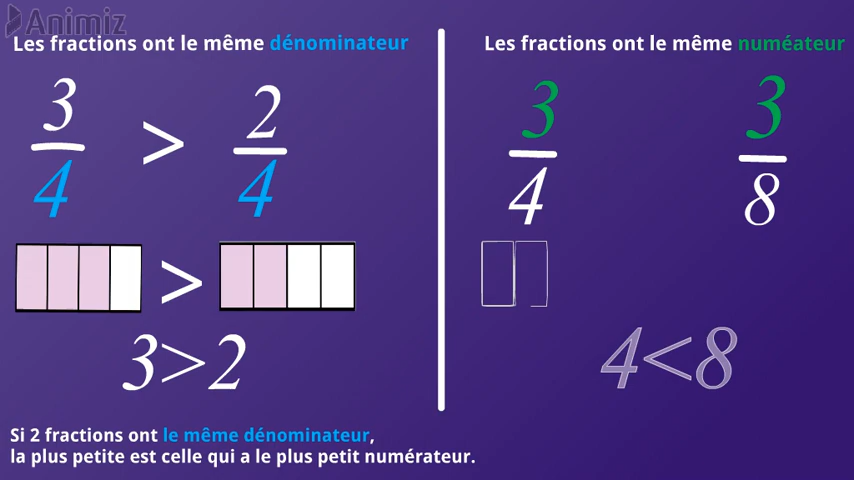 Animiz
Les fractions ont le même dénominateur
3/4 > 2/4
>
3>2
Si 2 fractions ont le même dénominateur,
la plus petite est celle qui a le plus petit numérateur.
Les fractions ont le même numéateur
3/4 3/8
4<8